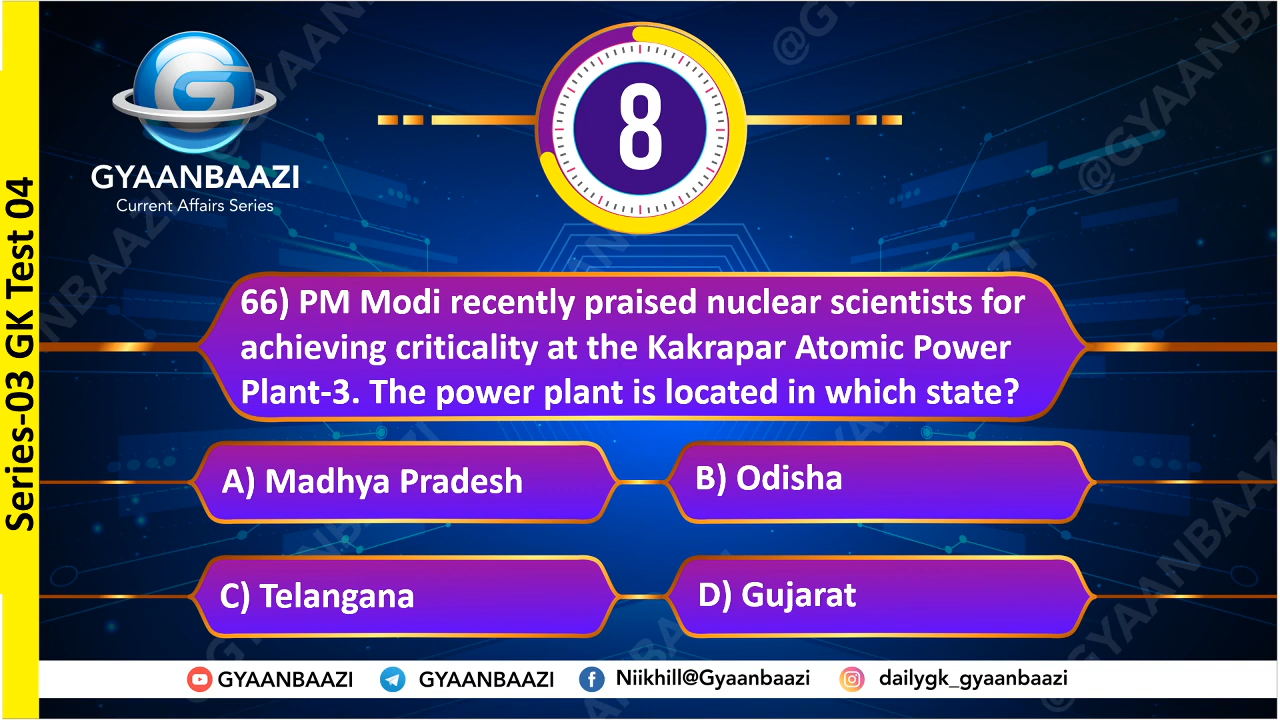 Series-03 GK Test 04
GYAANBAAZI
Current Affairs Series
8
66) PM Modi recently praised nuclear scientists for
achieving criticality at the Kakrapar Atomic Power
Plant-3. The power plant is located in which state?
A) Madhya Pradesh
B) Odisha
C) Telangana
D) Gujarat
GYAANBAAZI
GYAANBAAZI
Niikhill@Gyaanbaazi
dailygk_gyaanbaazi
@GYAANBAAZI